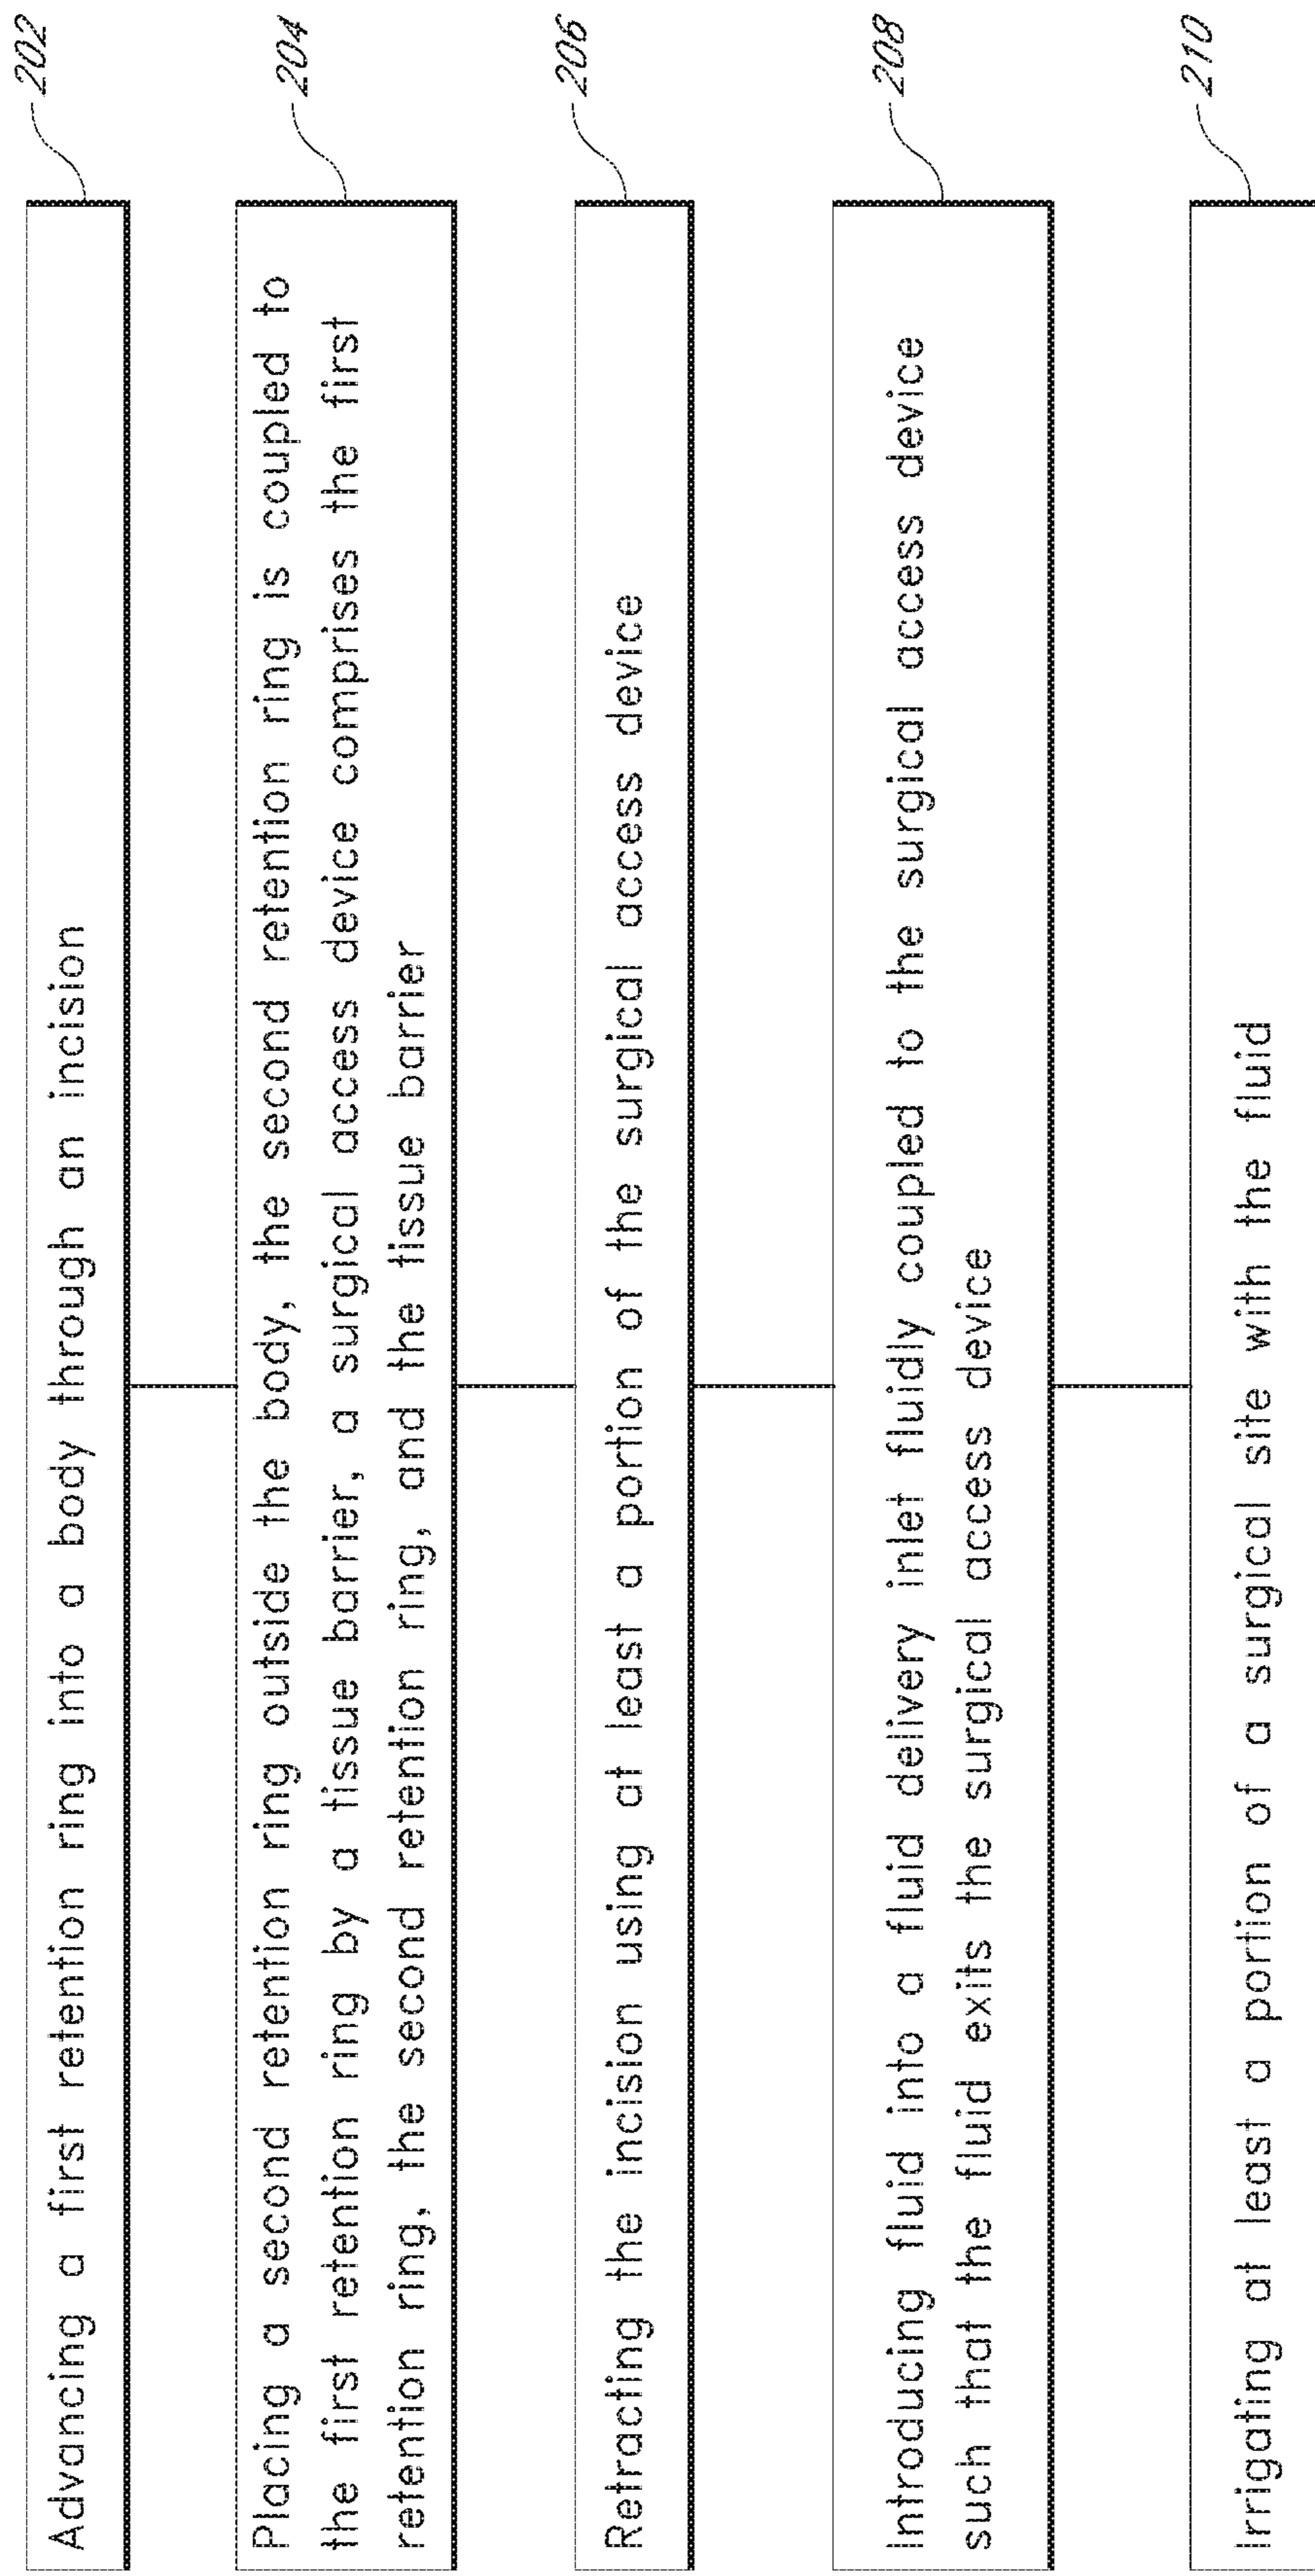 Advancing a first retention ring into a body through an incision
202
Placing a second retention ring outside the body, the second retention ring is coupled to
the first retention ring by a tissue barrier, a surgical access device comprises the first
retention ring, the second retention ring, and the tissue barrier
204
Retracting the incision using at least a portion of the surgical access device
206
Introducing fluid into a fluid delivery inlet fluidly coupled to the surgical access device
such that the fluid exits the surgical access device
208
Irrigating at least a portion of a surgical site with the fluid
210